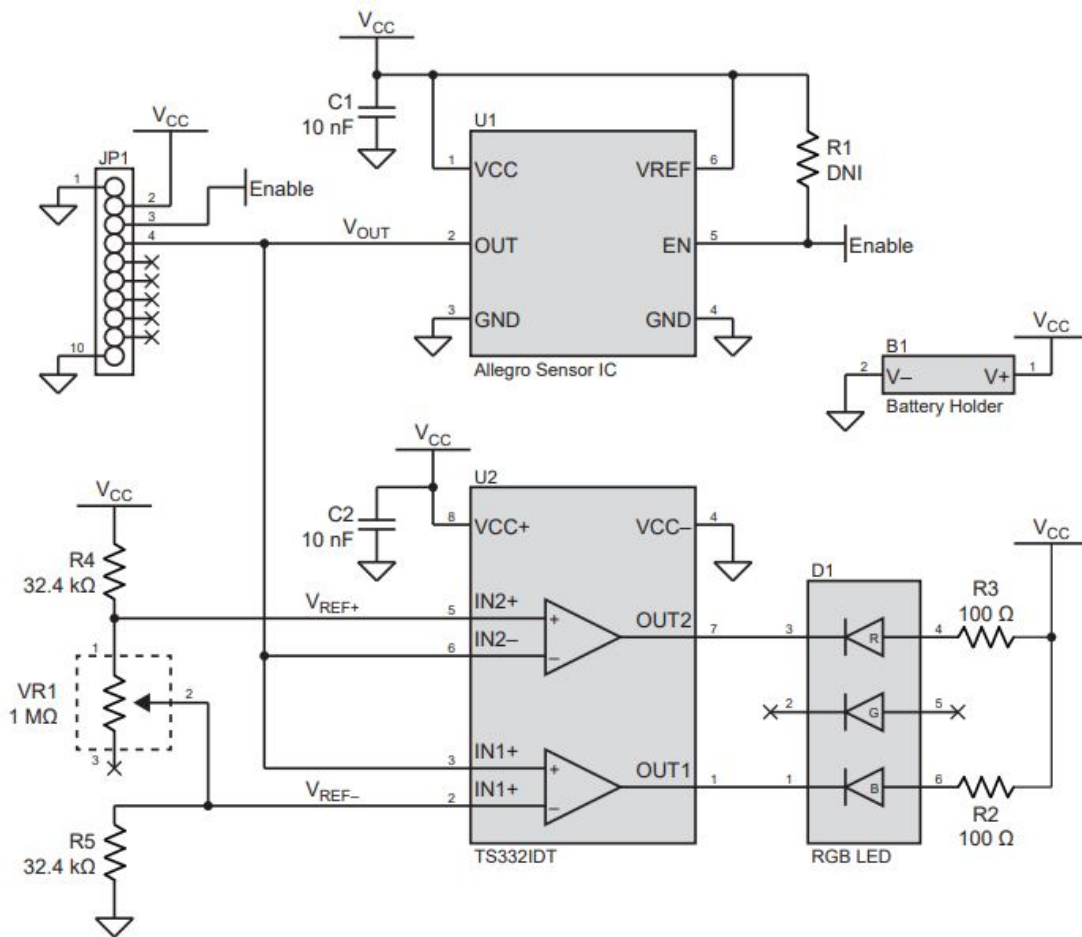 VCC
C1
10 nF
VCC
JP1
1
2
3
4
10
Enable
VOUT
U1
1
VCC
VREF
6
2
OUT
EN
5
3
GND
GND
4
Allegro Sensor IC
R1
DNI
Enable
VCC
B1
2
V–
V+
1
Battery Holder
VCC
C2
10 nF
U2
8
VCC+
VCC–
4
VCC
R4
32.4 kΩ
VREF+
5
IN2+
+
OUT2
7
6
IN2–
–
1
VR1
1 MΩ
2
3
3
IN1+
+
OUT1
1
VREF–
2
IN1+
–
R5
32.4 kΩ
TS332IDT
VCC
D1
3
R
4
R3
100 Ω
2
G
5
1
B
6
R2
100 Ω
RGB LED